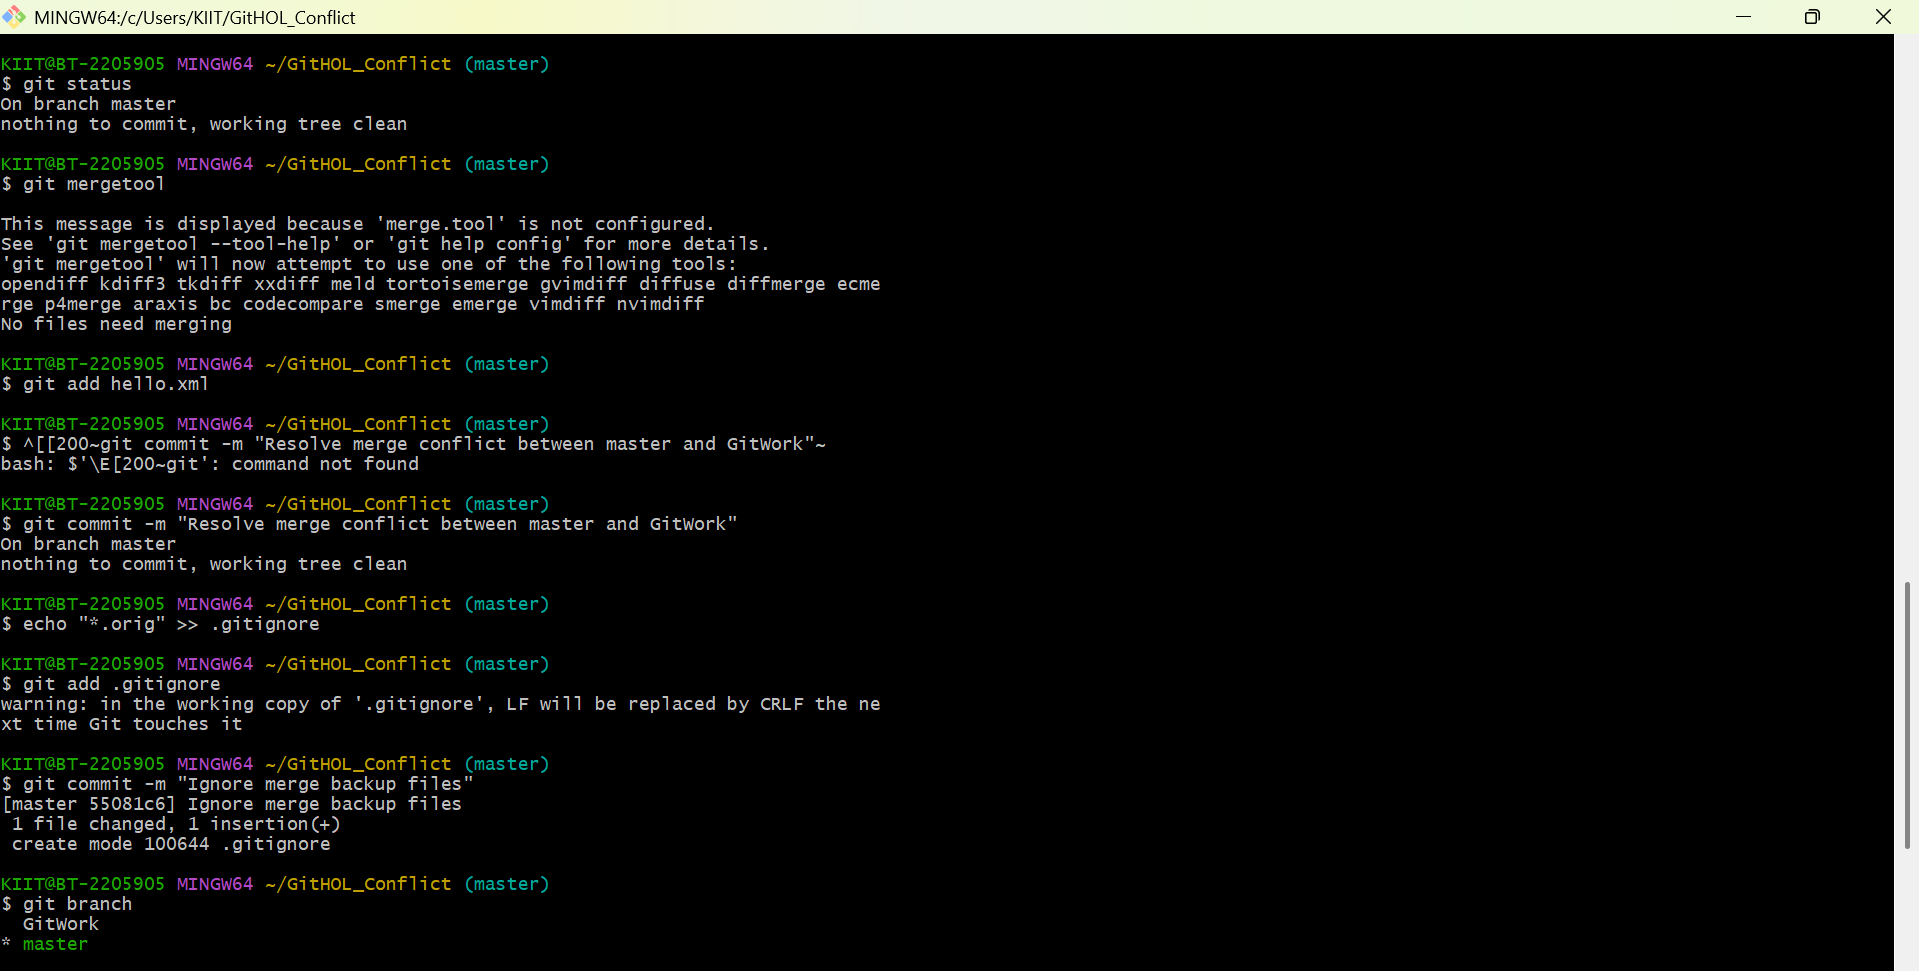 MINGW64:/c/Users/KIIT/GitHOL_Conflict
KIIT@BT-2205905 MINGW64 ~/GitHOL_Conflict (master)
$ git status
On branch master
nothing to commit, working tree clean
KIIT@BT-2205905 MINGW64 ~/GitHOL_Conflict (master)
$ git mergetool
This message is displayed because 'merge.tool' is not configured.
See 'git mergetool --tool-help' or 'git help config' for more details.
'git mergetool' will now attempt to use one of the following tools:
opendiff kdiff3 tkdiff xxdiff meld tortoisemerge gvimdiff diffuse diffmerge ecme
rge p4merge araxis bc codecompare smerge emerge vimdiff nvimdiff
No files need merging
KIIT@BT-2205905 MINGW64 ~/GitHOL_Conflict (master)
$ git add hello.xml
KIIT@BT-2205905 MINGW64 ~/GitHOL_Conflict (master)
$ ^[[200~git commit -m "Resolve merge conflict between master and GitWork"~
bash: $'\E[200~git': command not found
KIIT@BT-2205905 MINGW64 ~/GitHOL_Conflict (master)
$ git commit -m "Resolve merge conflict between master and GitWork"
On branch master
nothing to commit, working tree clean
KIIT@BT-2205905 MINGW64 ~/GitHOL_Conflict (master)
$ echo "*.orig" >> .gitignore
KIIT@BT-2205905 MINGW64 ~/GitHOL_Conflict (master)
$ git add .gitignore
warning: in the working copy of '.gitignore', LF will be replaced by CRLF the ne
xt time Git touches it
KIIT@BT-2205905 MINGW64 ~/GitHOL_Conflict (master)
$ git commit -m "Ignore merge backup files"
[master 55081c6] Ignore merge backup files
 1 file changed, 1 insertion(+)
 create mode 100644 .gitignore
KIIT@BT-2205905 MINGW64 ~/GitHOL_Conflict (master)
$ git branch
  GitWork
* master